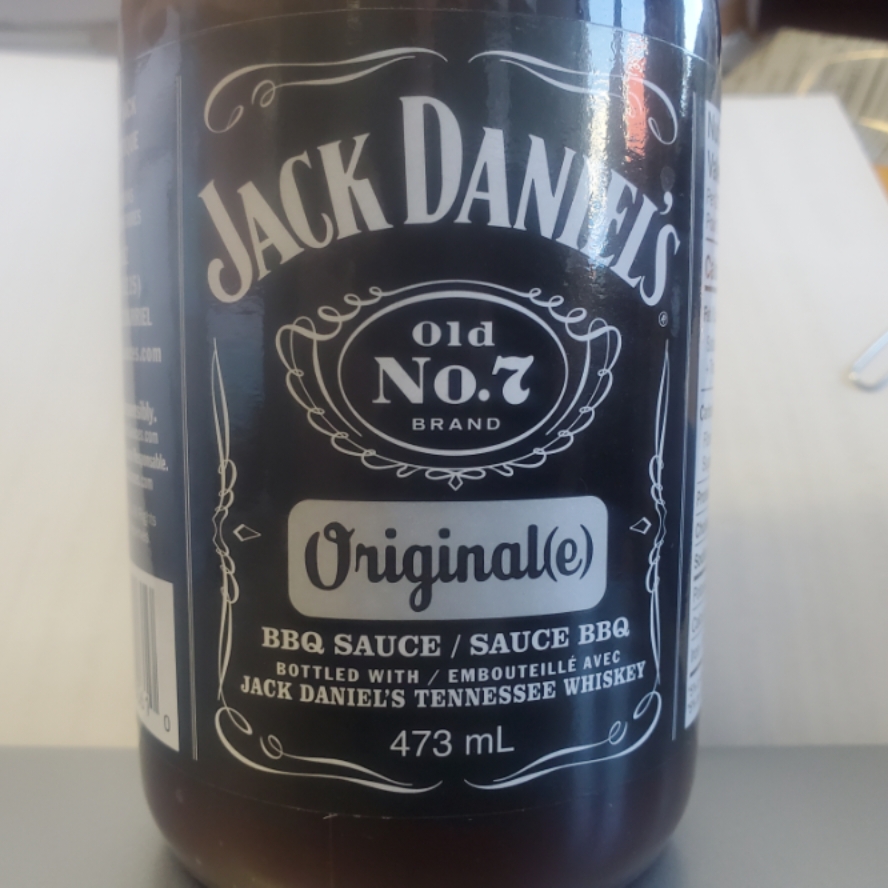 JACK DANIEL'S
®
Old
No.7
BRAND
Original(e)
BBQ SAUCE / SAUCE BBQ
BOTTLED WITH / EMBOUTEILLÉ AVEC
JACK DANIEL'S TENNESSEE WHISKEY
473 mL
0